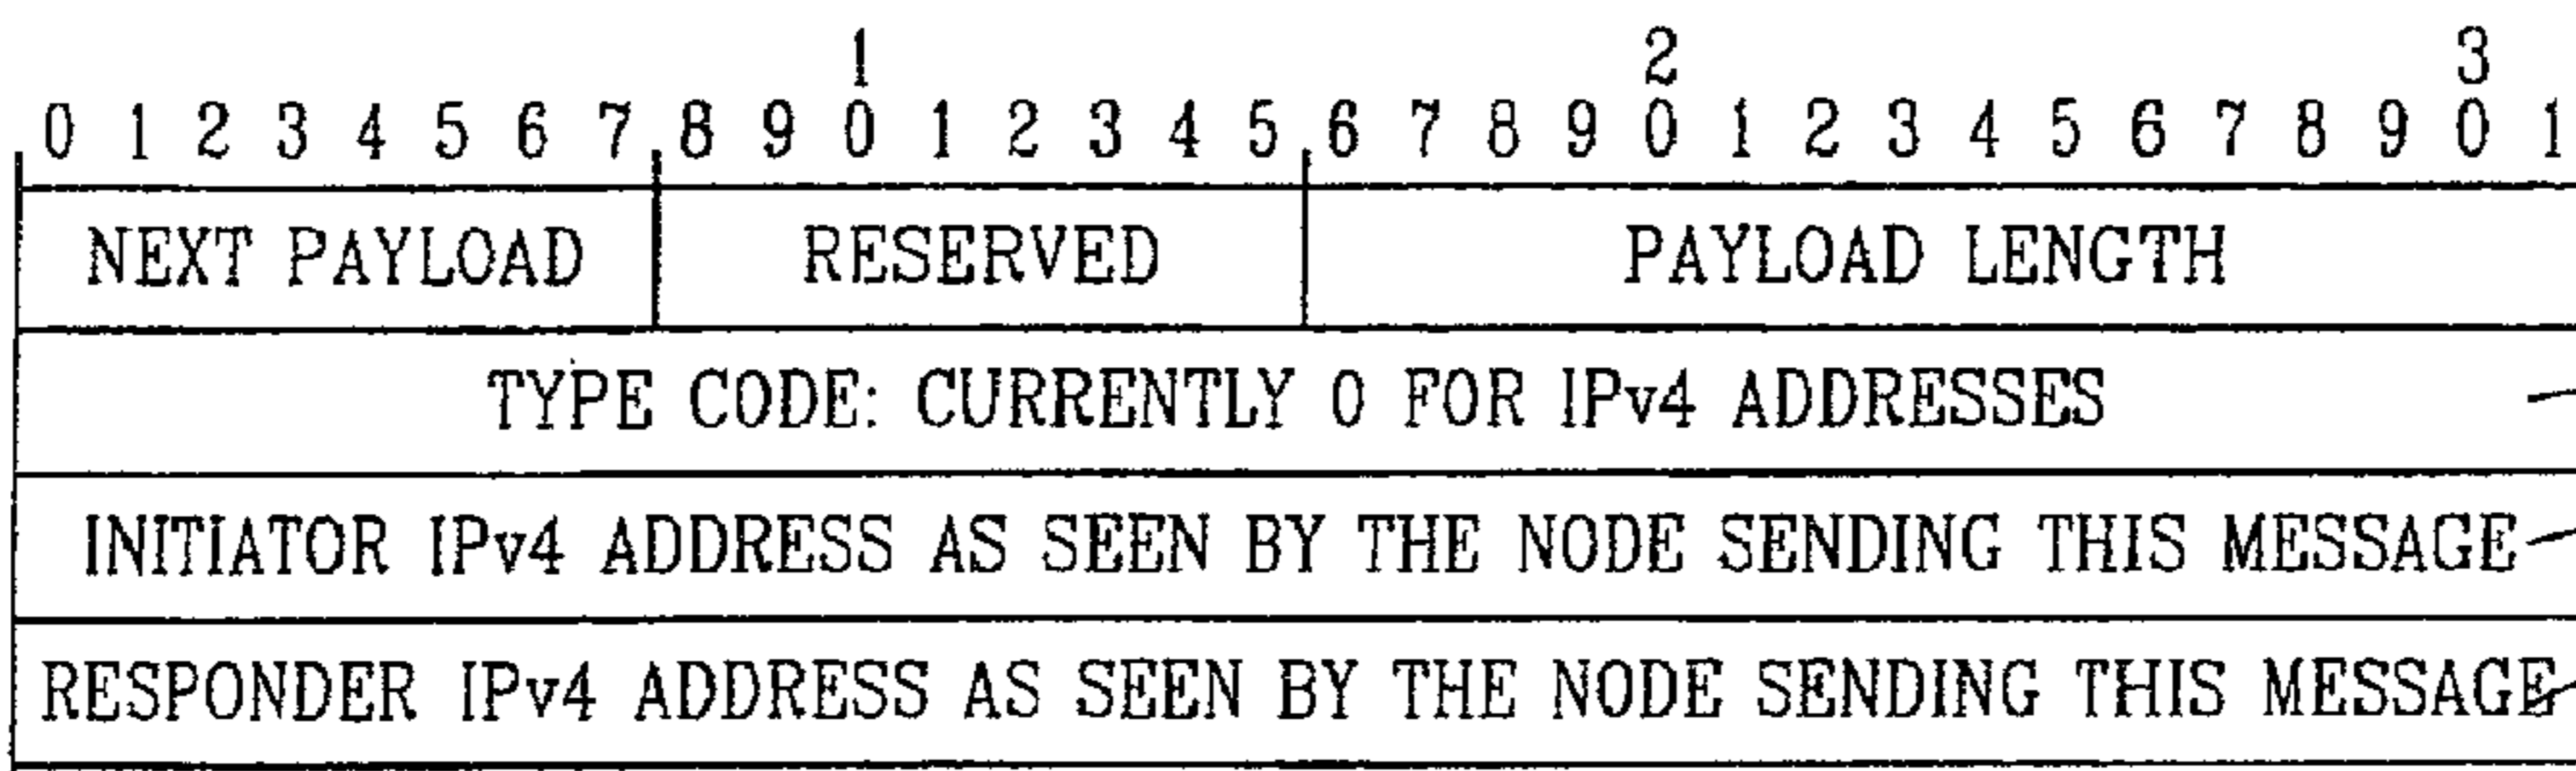 1 2 3
0 1 2 3 4 5 6 7 8 9 0 1 2 3 4 5 6 7 8 9 0 1 2 3 4 5 6 7 8 9 0 1
NEXT PAYLOAD RESERVED PAYLOAD LENGTH
TYPE CODE: CURRENTLY 0 FOR IPv4 ADDRESSES
INITIATOR IPv4 ADDRESS AS SEEN BY THE NODE SENDING THIS MESSAGE
RESPONDER IPv4 ADDRESS AS SEEN BY THE NODE SENDING THIS MESSAGE